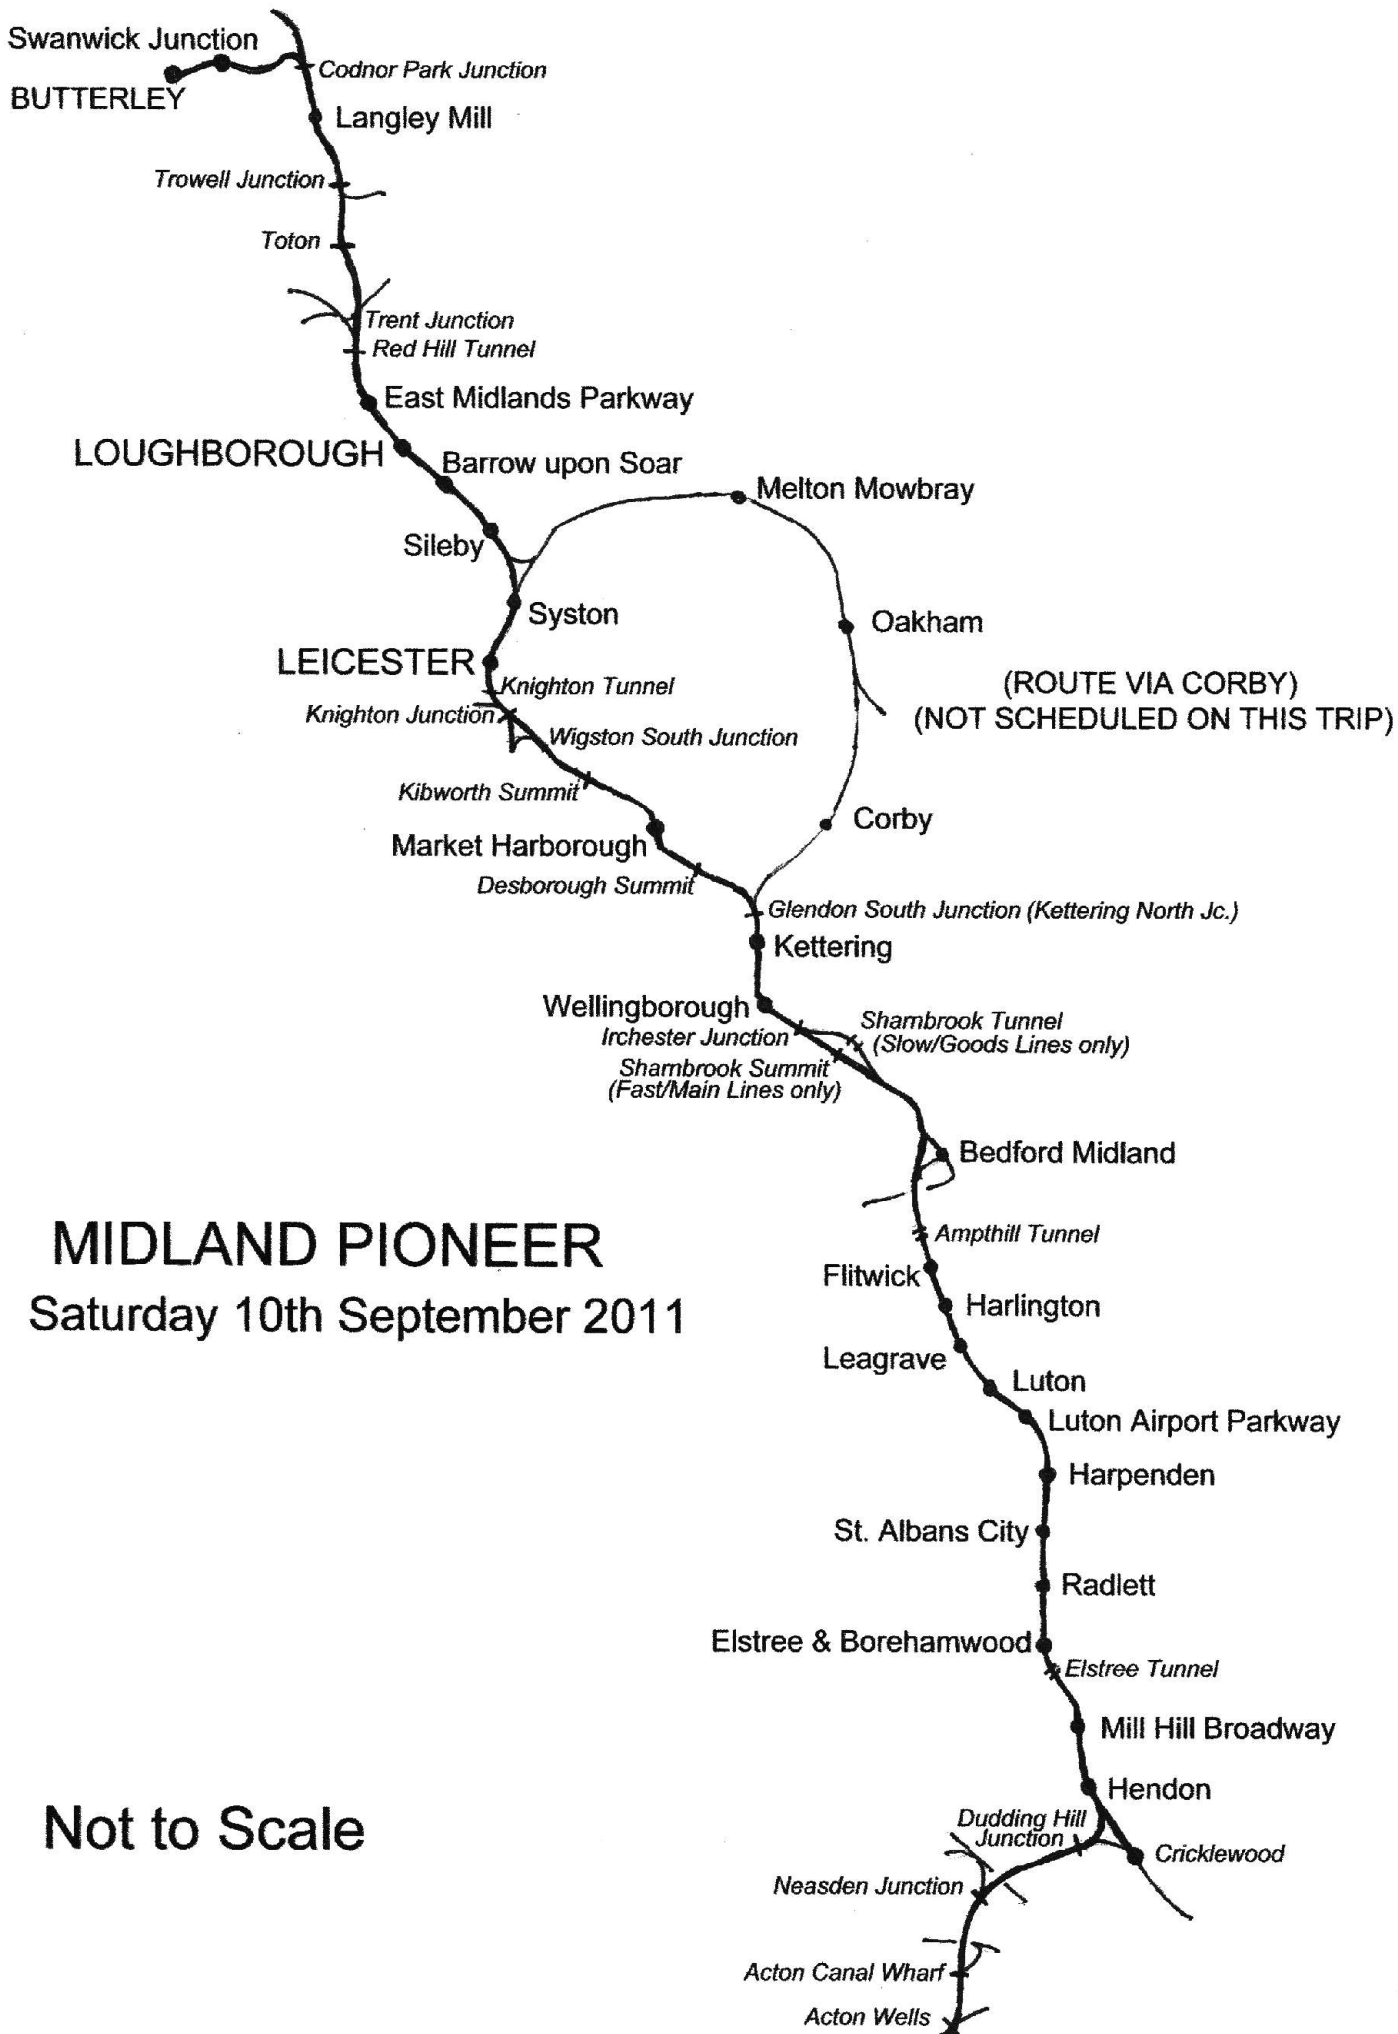 Swanwick Junction
Codnor Park Junction
BUTTERLEY
Langley Mill
Trowell Junction
Toton
Trent Junction
Red Hill Tunnel
East Midlands Parkway
LOUGHBOROUGH
Barrow upon Soar
Melton Mowbray
Sileby
Syston
Oakham
LEICESTER
Knighton Tunnel
(ROUTE VIA CORBY)
Knighton Junction
(NOT SCHEDULED ON THIS TRIP)
Wigston South Junction
Kibworth Summit
Corby
Market Harborough
Desborough Summit
Glendon South Junction (Kettering North Jc.)
Kettering
Wellingborough
Sharnbrook Tunnel
(Slow/Goods Lines only)
Irchester Junction
Sharnbrook Summit
(Fast/Main Lines only)
Bedford Midland
MIDLAND PIONEER
Ampthill Tunnel
Flitwick
Saturday 10th September 2011
Harlington
Leagrave
Luton
Luton Airport Parkway
Harpenden
St. Albans City
Radlett
Elstree & Borehamwood
Elstree Tunnel
Mill Hill Broadway
Hendon
Not to Scale
Dudding Hill
Junction
Cricklewood
Neasden Junction
Acton Canal Wharf
Acton Wells